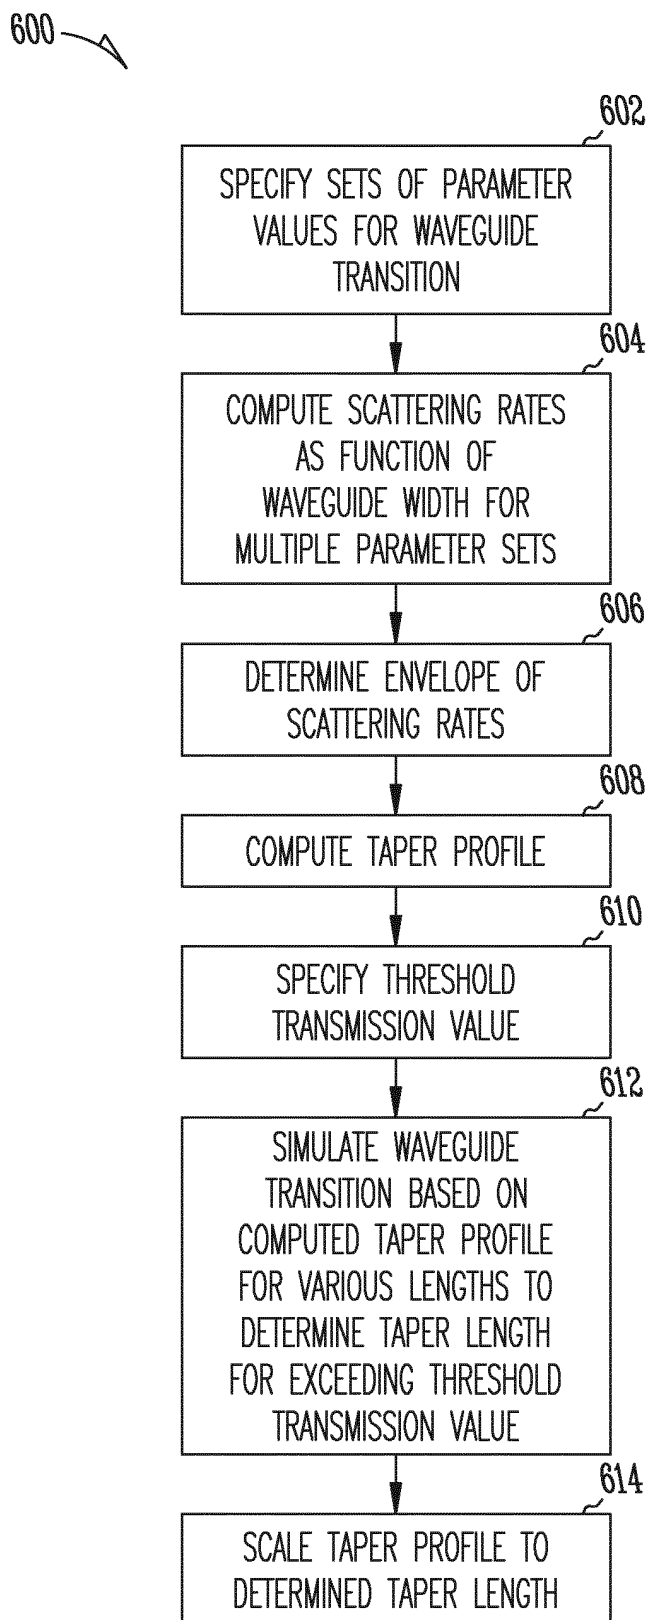 600
602
SPECIFY SETS OF PARAMETER
VALUES FOR WAVEGUIDE
TRANSITION
604
COMPUTE SCATTERING RATES
AS FUNCTION OF
WAVEGUIDE WIDTH FOR
MULTIPLE PARAMETER SETS
606
DETERMINE ENVELOPE OF
SCATTERING RATES
608
COMPUTE TAPER PROFILE
610
SPECIFY THRESHOLD
TRANSMISSION VALUE
612
SIMULATE WAVEGUIDE
TRANSITION BASED ON
COMPUTED TAPER PROFILE
FOR VARIOUS LENGTHS TO
DETERMINE TAPER LENGTH
FOR EXCEEDING THRESHOLD
TRANSMISSION VALUE
614
SCALE TAPER PROFILE TO
DETERMINED TAPER LENGTH